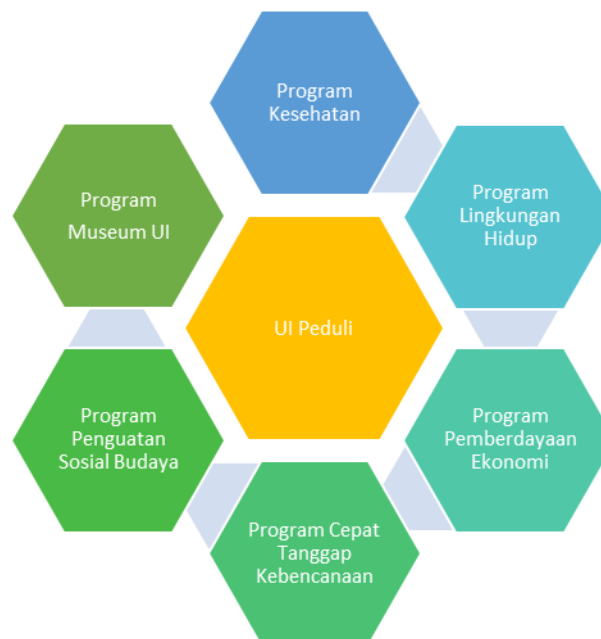 Program
Kesehatan
Program
Lingkungan
Hidup
Program
Pemberdayaan
Ekonomi
Program Cepat
Tanggap
Kebencanaan
Program
Penguatan
Sosial Budaya
Program
Museum UI
UI Peduli